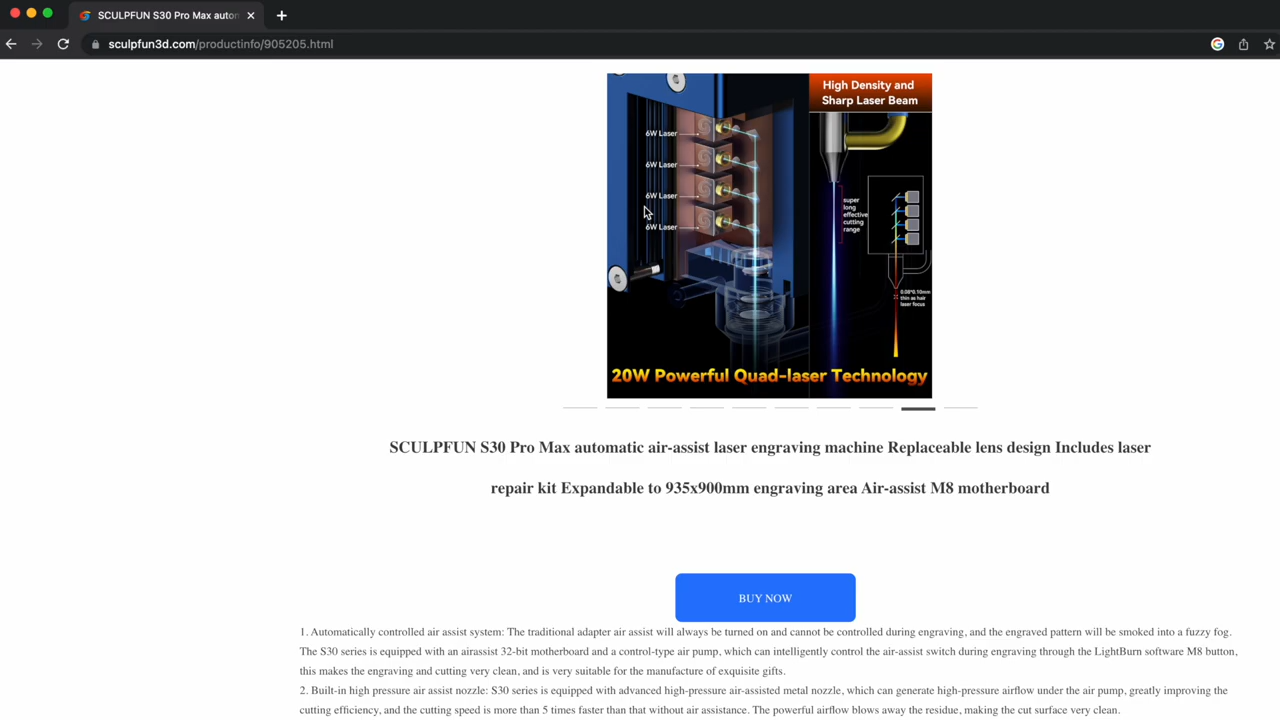 SCULPFUN S30 Pro Max auton
sculpfun3d.com/productinfo/905205.html
High Density and
Sharp Laser Beam
6W Laser
6W Laser
6W Laser
6W Laser
super
long
effective
cutting
range
0.08*0.10mm
thin as hair
laser focus
20W Powerful Quad-laser Technology
SCULPFUN S30 Pro Max automatic air-assist laser engraving machine Replaceable lens design Includes laser
repair kit Expandable to 935x900mm engraving area Air-assist M8 motherboard
BUY NOW
1. Automatically controlled air assist system: The traditional adapter air assist will always be turned on and cannot be controlled during engraving, and the engraved pattern will be smoked into a fuzzy fog.
The S30 series is equipped with an airassist 32-bit motherboard and a control-type air pump, which can intelligently control the air-assist switch during engraving through the LightBurn software M8 button,
this makes the engraving and cutting very clean, and is very suitable for the manufacture of exquisite gifts.
2. Built-in high pressure air assist nozzle: S30 series is equipped with advanced high-pressure air-assisted metal nozzle, which can generate high-pressure airflow under the air pump, greatly improving the
cutting efficiency, and the cutting speed is more than 5 times faster than that without air assistance. The powerful airflow blows away the residue, making the cut surface very clean.